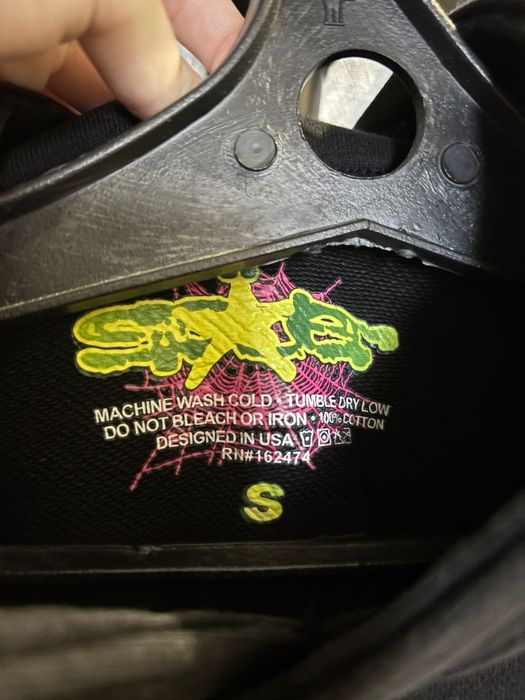 MACHINE WASH COLD • TUMBLE DRY LOW
DO NOT BLEACH OR IRON • 100% COTTON
DESIGNED IN USA
RN#162474
S